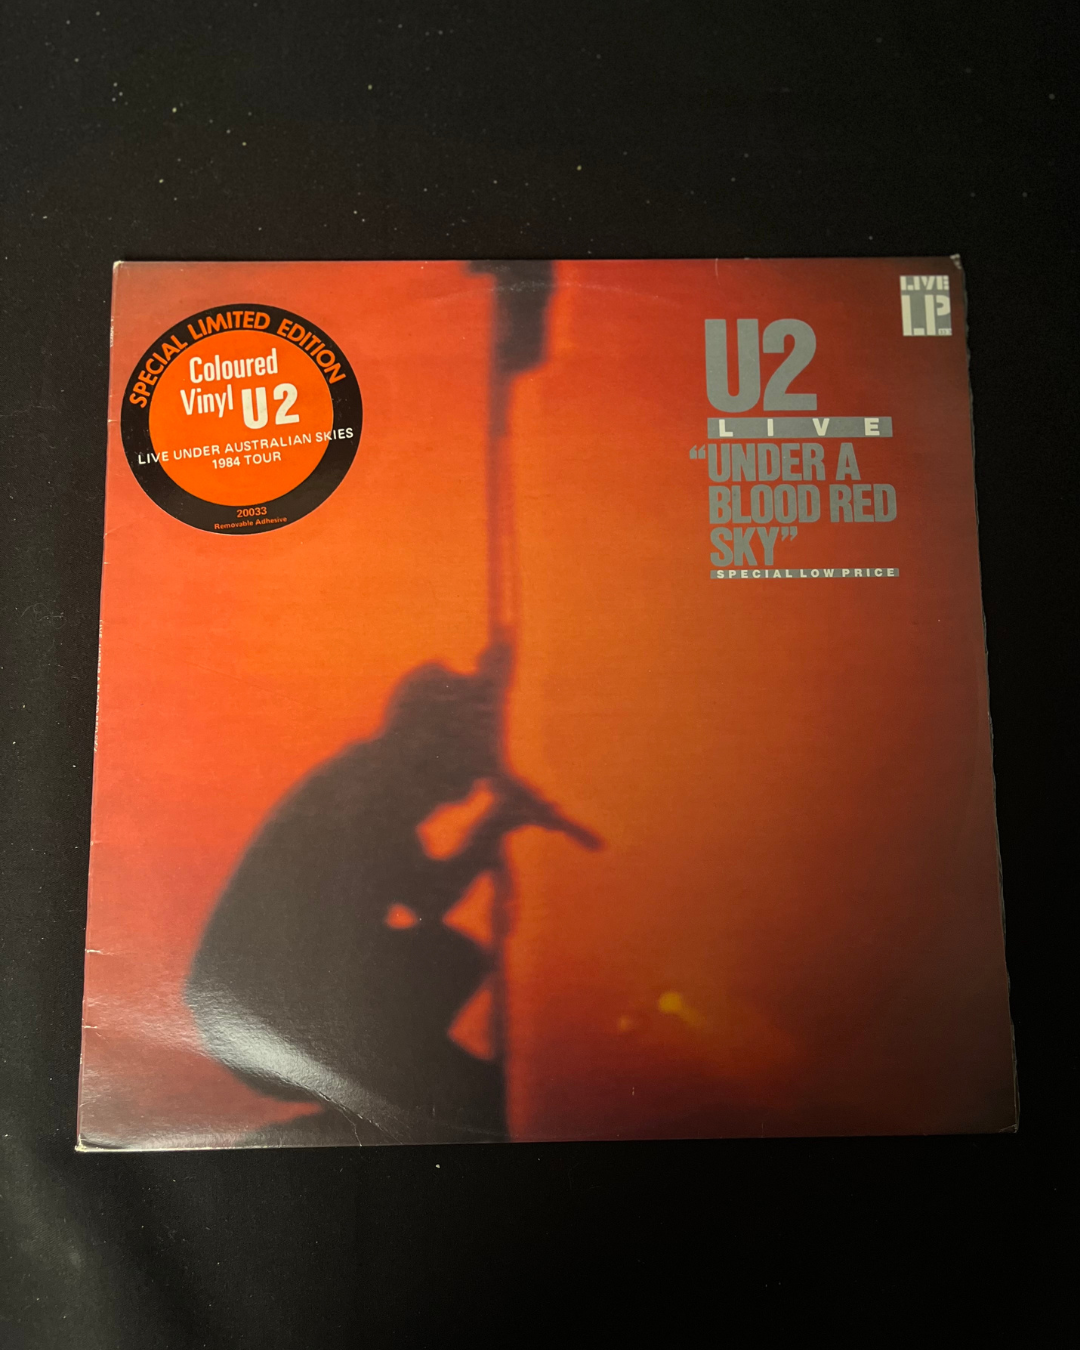 SPECIAL LIMITED EDITION
Coloured
Vinyl U2
LIVE UNDER AUSTRALIAN SKIES
1984 TOUR
20033
Removable Adhesive
LIVE
LP
U2
LIVE
“UNDER A
BLOOD RED
SKY”
SPECIAL LOW PRICE